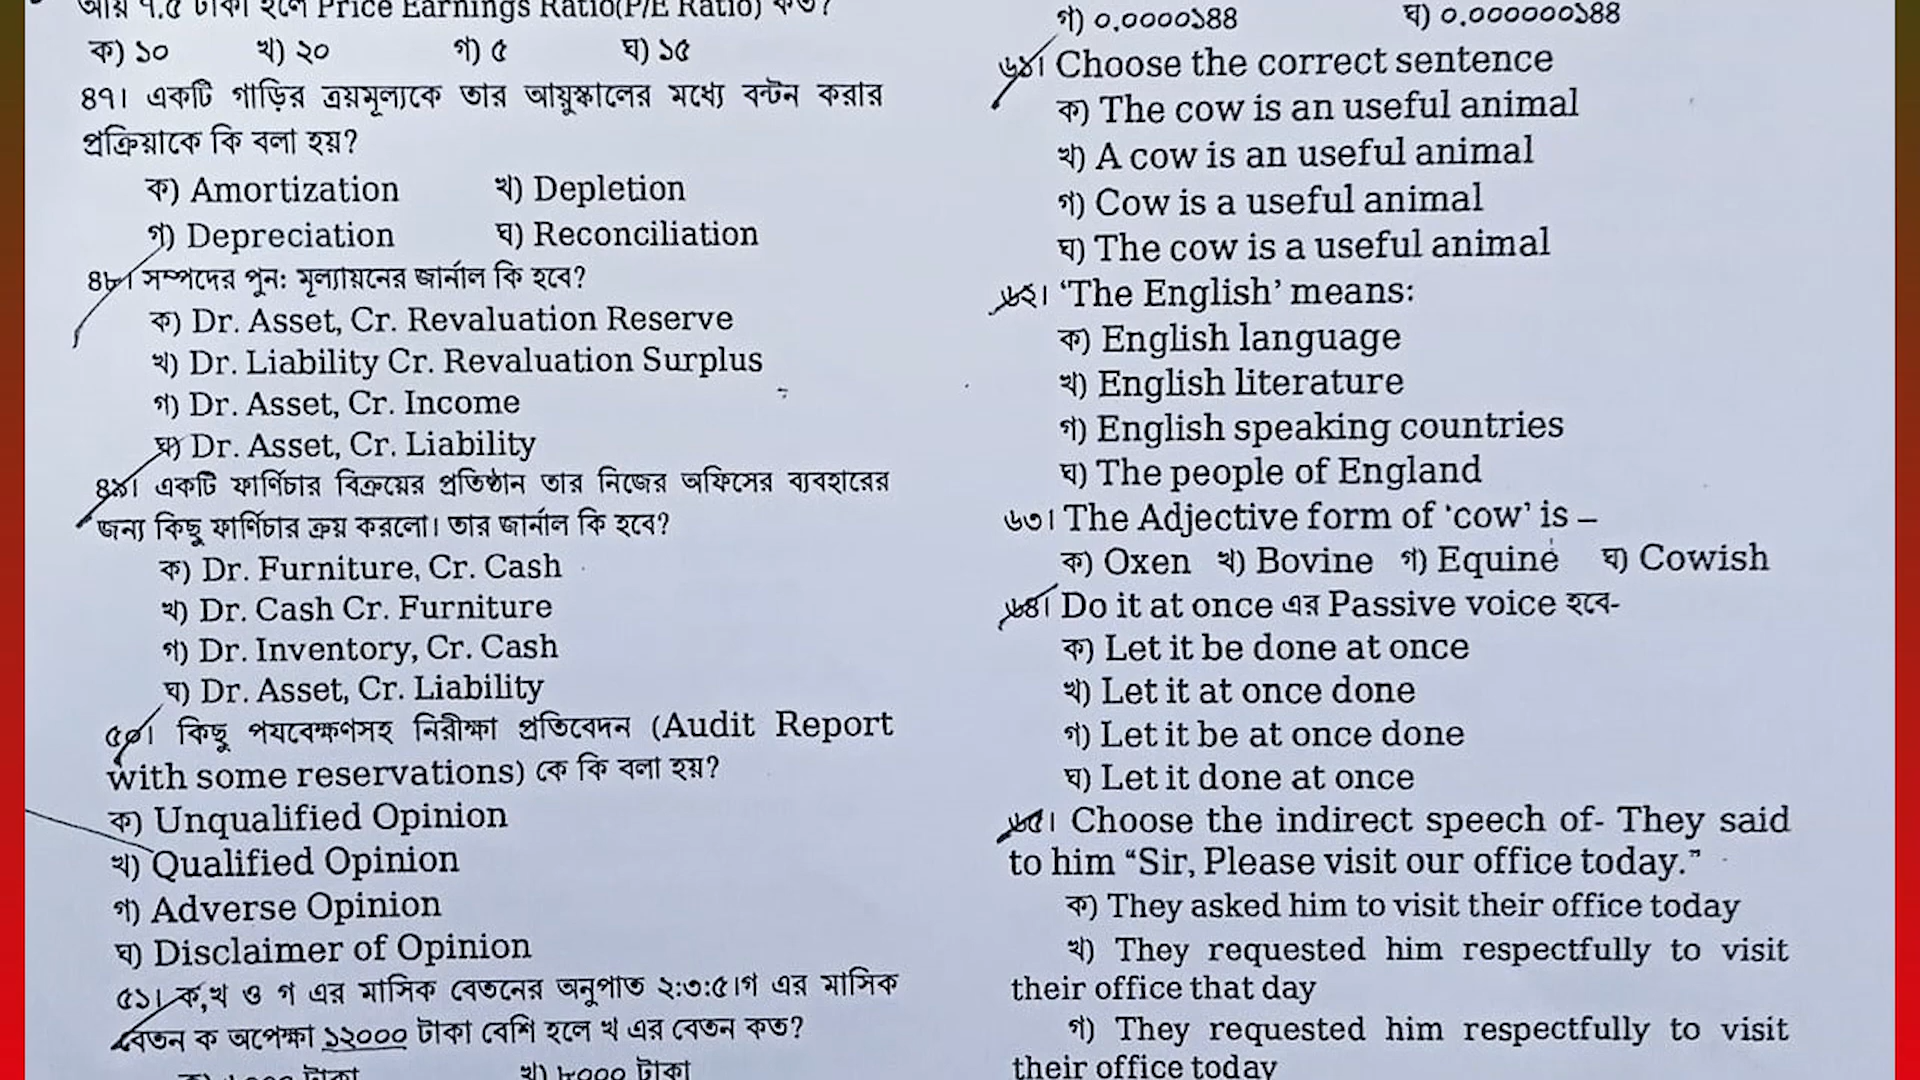 আয় ৭.৫ টাকা হলে Price Earnings Ratio(P/E Ratio) কত?
ক) ১০ খ) ২০ গ) ৫ ঘ) ১৫
৪৭। একটি গাড়ির ত্রয়মূল্যকে তার আয়ুষ্কালের মধ্যে বন্টন করার
প্রক্রিয়াকে কি বলা হয়?
ক) Amortization খ) Depletion
গ) Depreciation ঘ) Reconciliation
৪৮। সম্পদের পুন: মূল্যায়নের জার্নাল কি হবে?
ক) Dr. Asset, Cr. Revaluation Reserve
খ) Dr. Liability Cr. Revaluation Surplus
গ) Dr. Asset, Cr. Income
ঘ) Dr. Asset, Cr. Liability
৪৯। একটি ফার্ণিচার বিক্রয়ের প্রতিষ্ঠান তার নিজের অফিসের ব্যবহারের
জন্য কিছু ফার্ণিচার ক্রয় করলো। তার জার্নাল কি হবে?
ক) Dr. Furniture, Cr. Cash
খ) Dr. Cash Cr. Furniture
গ) Dr. Inventory, Cr. Cash
ঘ) Dr. Asset, Cr. Liability
৫০। কিছু পযবেক্ষণসহ নিরীক্ষা প্রতিবেদন (Audit Report
with some reservations) কে কি বলা হয়?
ক) Unqualified Opinion
খ) Qualified Opinion
গ) Adverse Opinion
ঘ) Disclaimer of Opinion
৫১। ক,খ ও গ এর মাসিক বেতনের অনুপাত ২:৩:৫।গ এর মাসিক
বেতন ক অপেক্ষা ১২০০০ টাকা বেশি হলে খ এর বেতন কত?
টাকা খ) ৮০০০ টাকা
গ) ০.০০০০১৪৪ ঘ) ০.০০০০০০১৪৪
৬১। Choose the correct sentence
ক) The cow is an useful animal
খ) A cow is an useful animal
গ) Cow is a useful animal
ঘ) The cow is a useful animal
৬২। ‘The English’ means:
ক) English language
খ) English literature
গ) English speaking countries
ঘ) The people of England
৬৩। The Adjective form of ‘cow’ is –
ক) Oxen খ) Bovine গ) Equine ঘ) Cowish
৬৪। Do it at once এর Passive voice হবে-
ক) Let it be done at once
খ) Let it at once done
গ) Let it be at once done
ঘ) Let it done at once
৬৫। Choose the indirect speech of- They said
to him “Sir, Please visit our office today.”
ক) They asked him to visit their office today
খ) They requested him respectfully to visit
their office that day
গ) They requested him respectfully to visit
their office today